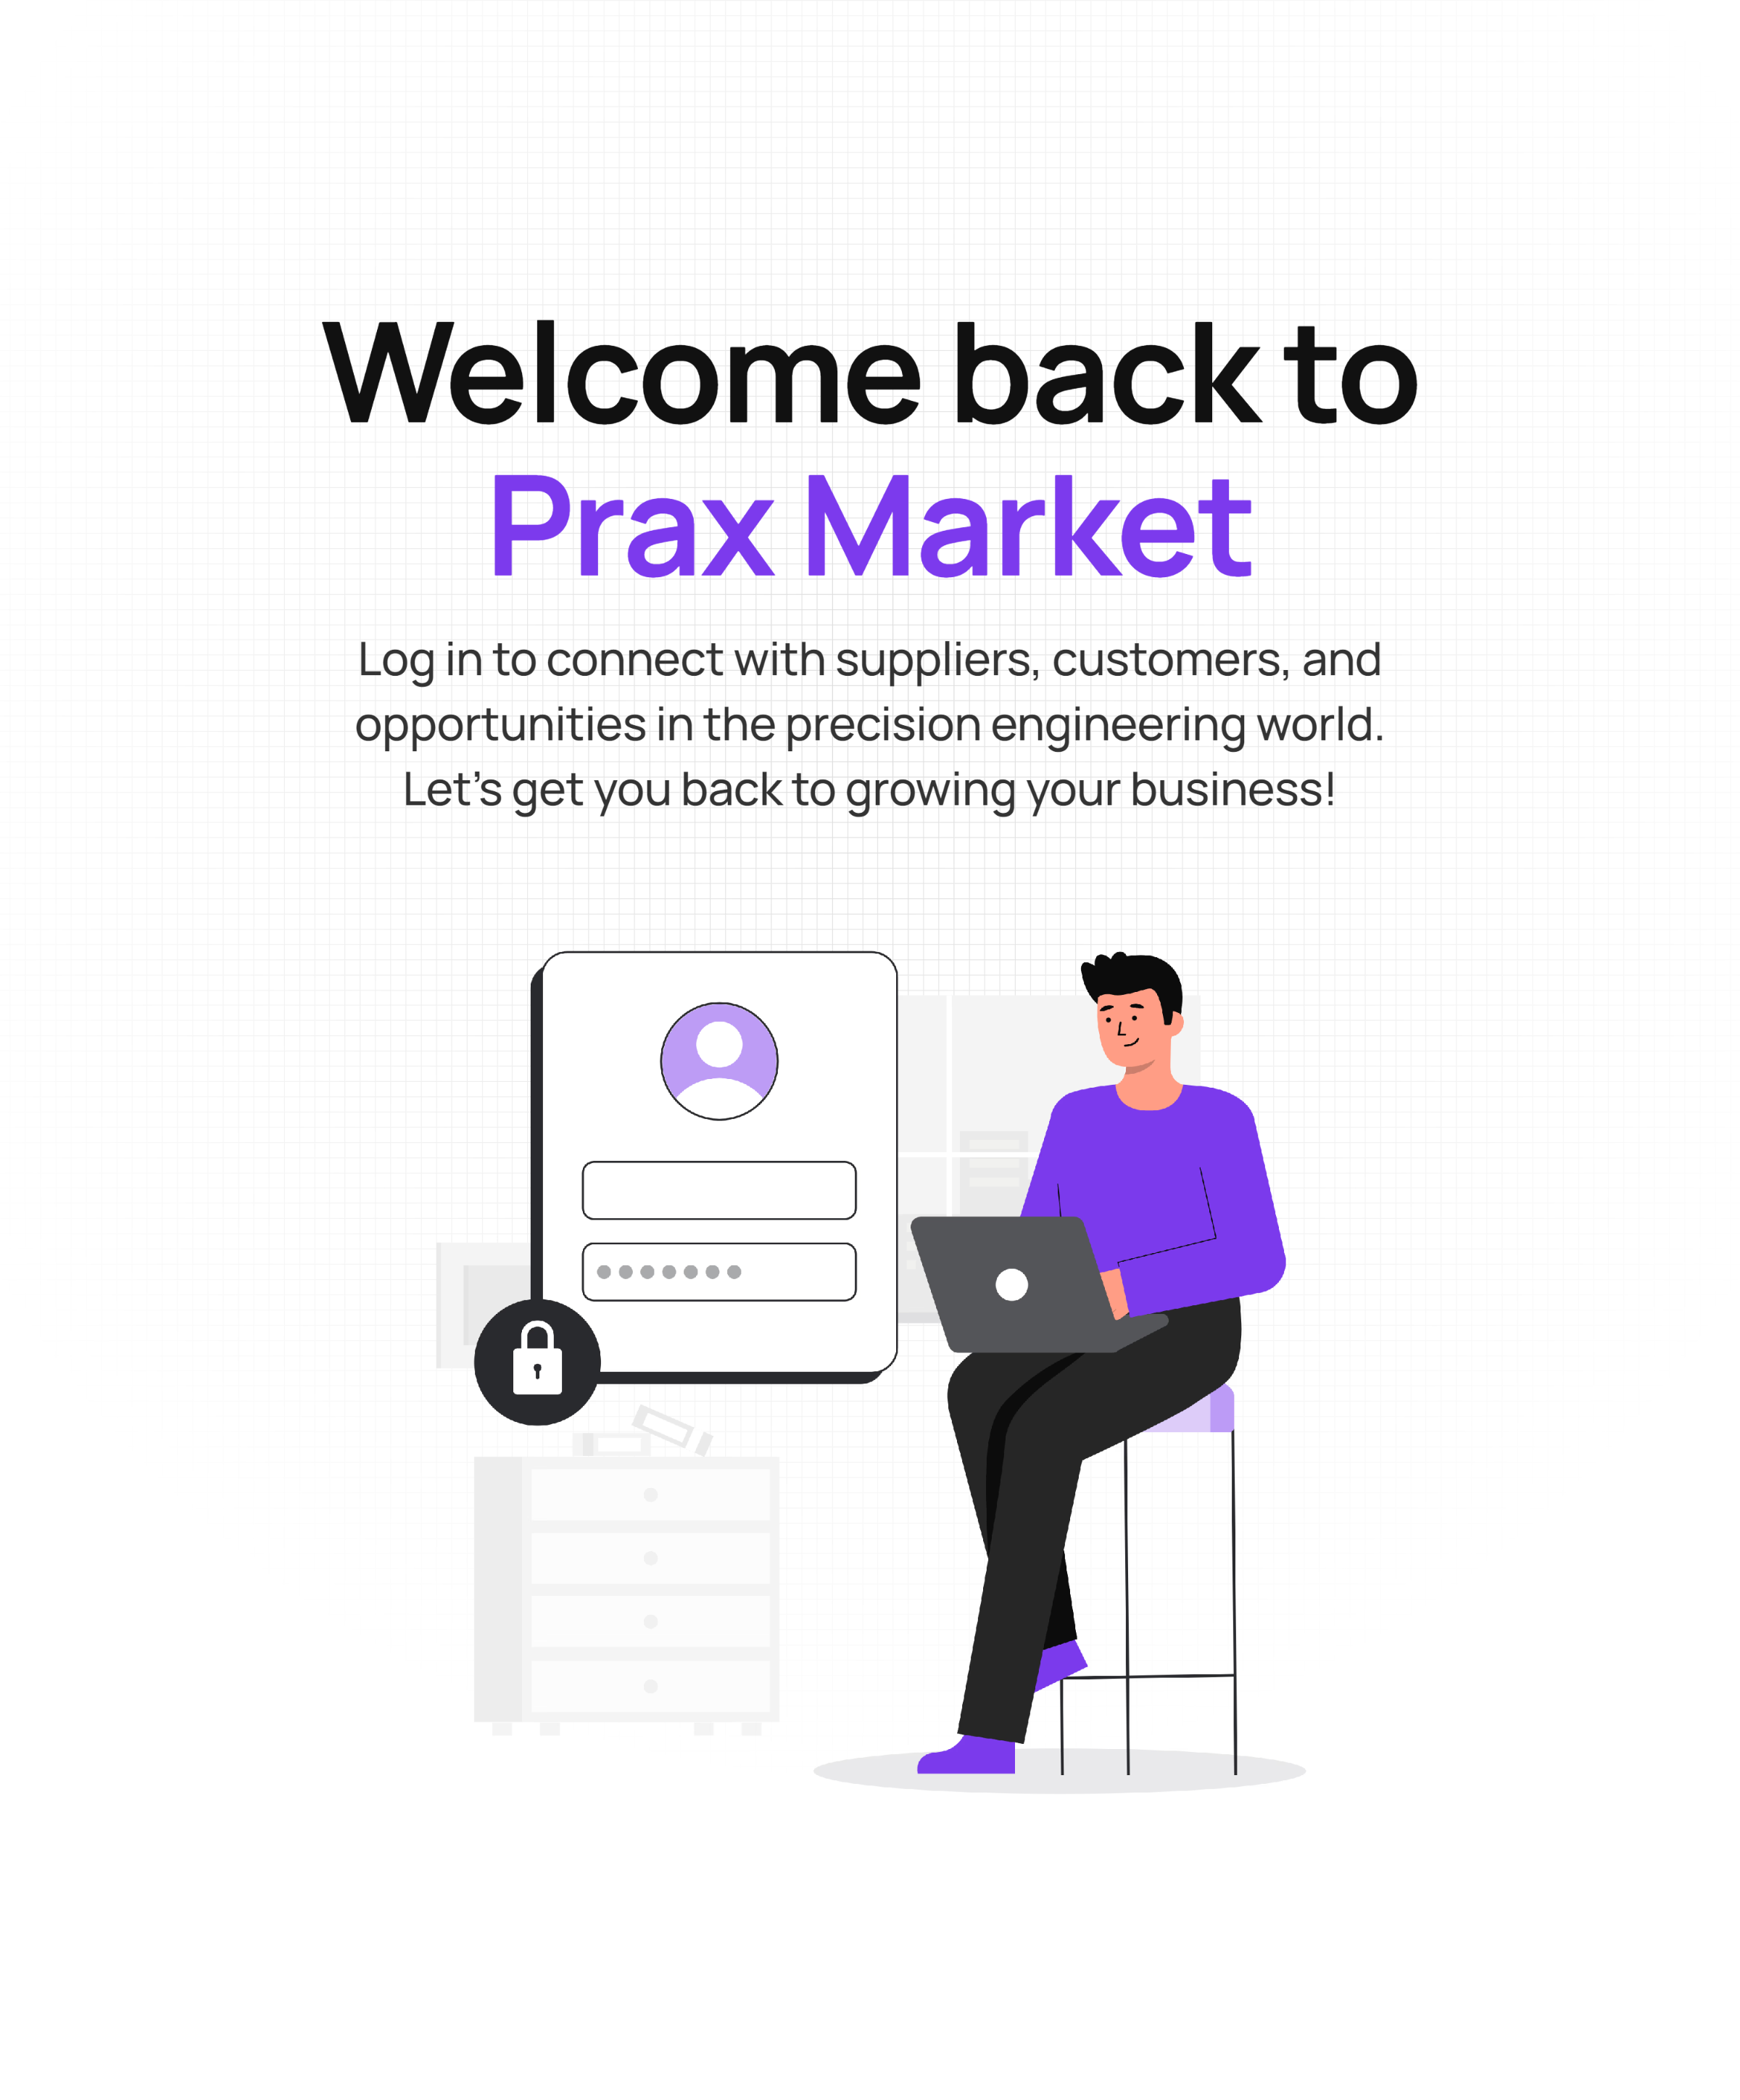 Welcome back to
Prax Market
Log in to connect with suppliers, customers, and
opportunities in the precision engineering world.
Let’s get you back to growing your business!